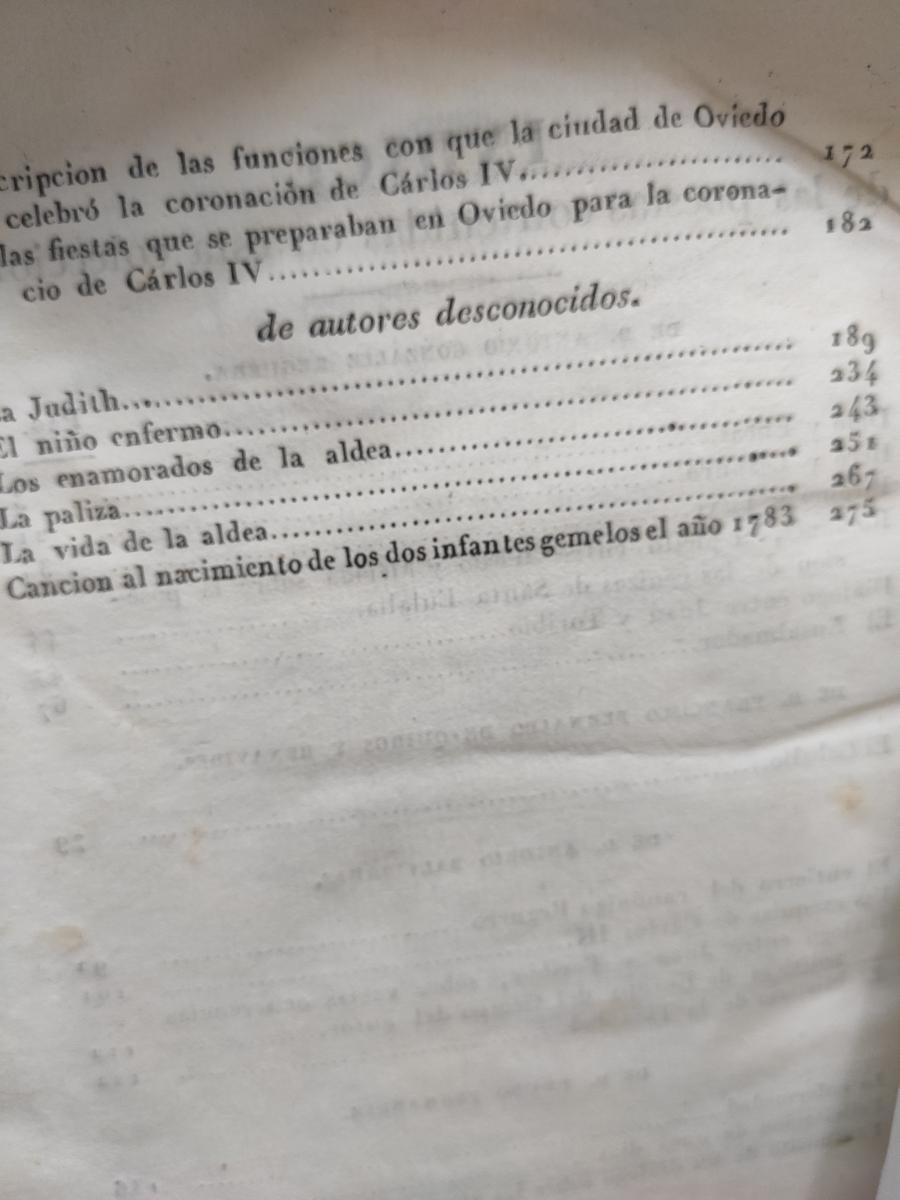 cripcion de las funciones con que la ciudad de Oviedo
celebró la coronación de Cárlos IV.............................. 172
las fiestas que se preparaban en Oviedo para la corona-
cio de Cárlos IV............................................... 182
de autores desconocidos.
a Judith............................................................ 189
El niño enfermo................................................... 234
Los enamorados de la aldea.................................... 243
La paliza........................................................... 251
La vida de la aldea................................................ 267
Cancion al nacimiento de los dos infantes gemelos el año 1783 275